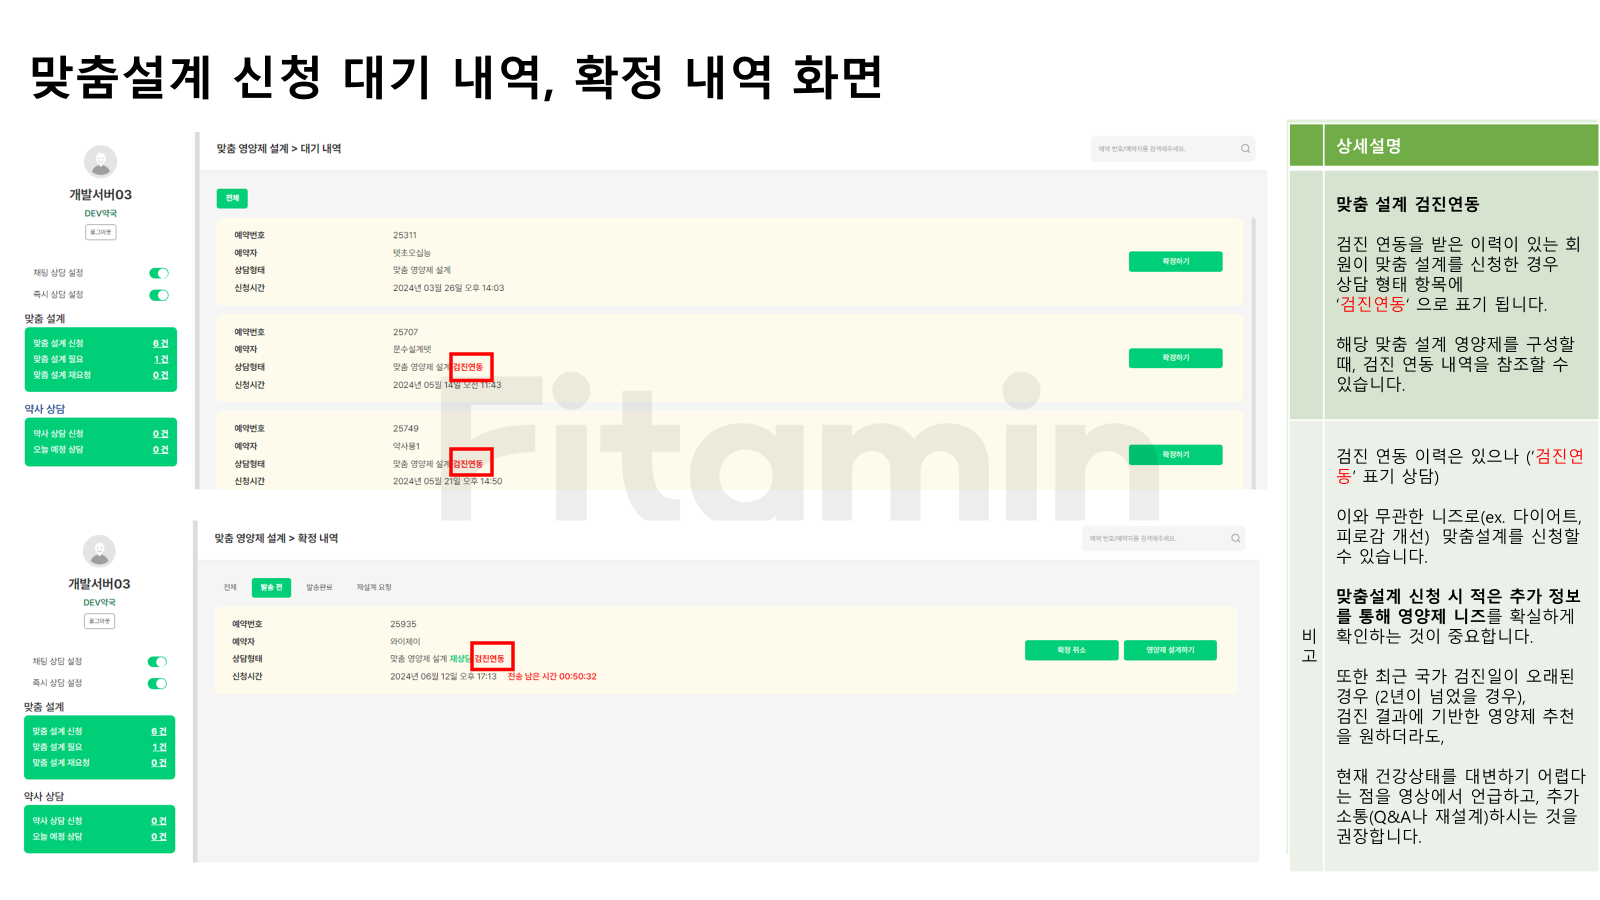 맞춤설계 신청 대기 내역, 확정 내역 화면
개발서버03
DEV약국
로그아웃
채팅 상담 설정
즉시 상담 설정
맞춤 설계
맞춤 설계 신청 6 건
맞춤 설계 필요 1 건
맞춤 설계 재요청 0 건
약사 상담
약사 상담 신청 0 건
오늘 예정 상담 0 건
맞춤 영양제 설계 > 대기 내역
예약 번호/예약자를 검색해주세요.
전체
예약번호 25311
예약자 텟초오십능
상담형태 맞춤 영양제 설계
신청시간 2024년 03월 26일 오후 14:03
확정하기
예약번호 25707
예약자 문수설계텟
상담형태 맞춤 영양제 설계 검진연동
신청시간 2024년 05월 14일 오전 11:43
확정하기
예약번호 25749
예약자 약사용1
상담형태 맞춤 영양제 설계 검진연동
신청시간 2024년 05월 21일 오후 14:50
확정하기
Fitamin
개발서버03
DEV약국
로그아웃
채팅 상담 설정
즉시 상담 설정
맞춤 설계
맞춤 설계 신청 6 건
맞춤 설계 필요 1 건
맞춤 설계 재요청 0 건
약사 상담
약사 상담 신청 0 건
오늘 예정 상담 0 건
맞춤 영양제 설계 > 확정 내역
예약 번호/예약자를 검색해주세요.
전체 발송 전 발송완료 재설계 요청
예약번호 25935
예약자 와이제이
상담형태 맞춤 영양제 설계 재상담 검진연동
신청시간 2024년 06월 12일 오후 17:13 전송 남은 시간 00:50:32
확정 취소 영양제 설계하기
상세설명
맞춤 설계 검진연동
검진 연동을 받은 이력이 있는 회
원이 맞춤 설계를 신청한 경우
상담 형태 항목에
‘검진연동‘ 으로 표기 됩니다.
해당 맞춤 설계 영양제를 구성할
때, 검진 연동 내역을 참조할 수
있습니다.
비
고
검진 연동 이력은 있으나 (‘검진연
동’ 표기 상담)
이와 무관한 니즈로(ex. 다이어트,
피로감 개선) 맞춤설계를 신청할
수 있습니다.
맞춤설계 신청 시 적은 추가 정보
를 통해 영양제 니즈를 확실하게
확인하는 것이 중요합니다.
또한 최근 국가 검진일이 오래된
경우 (2년이 넘었을 경우),
검진 결과에 기반한 영양제 추천
을 원하더라도,
현재 건강상태를 대변하기 어렵다
는 점을 영상에서 언급하고, 추가
소통(Q&A나 재설계)하시는 것을
권장합니다.